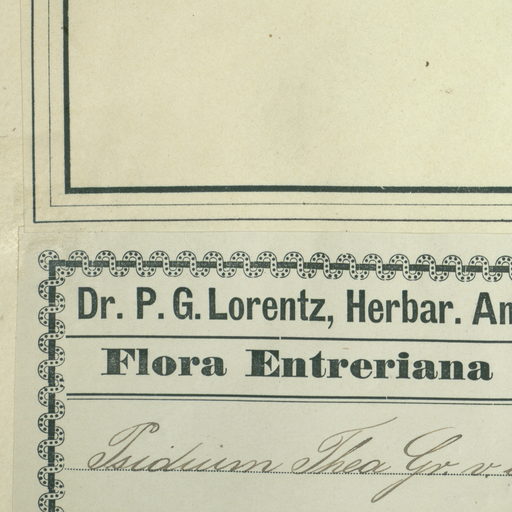 Dr. P. G. Lorentz, Herbar. An
Flora Entreriana
Psidium Thea Gr. v.